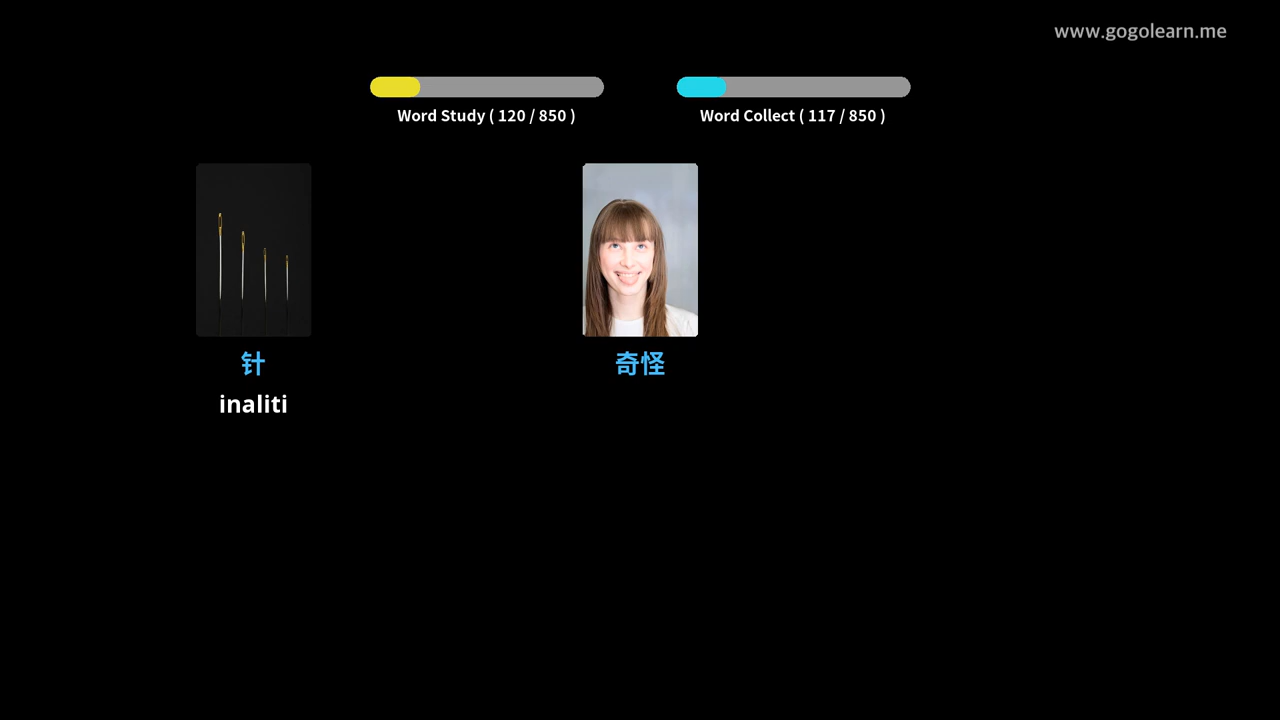 www.gogolearn.me
Word Study ( 120 / 850 )
Word Collect ( 117 / 850 )
针
奇怪
inaliti